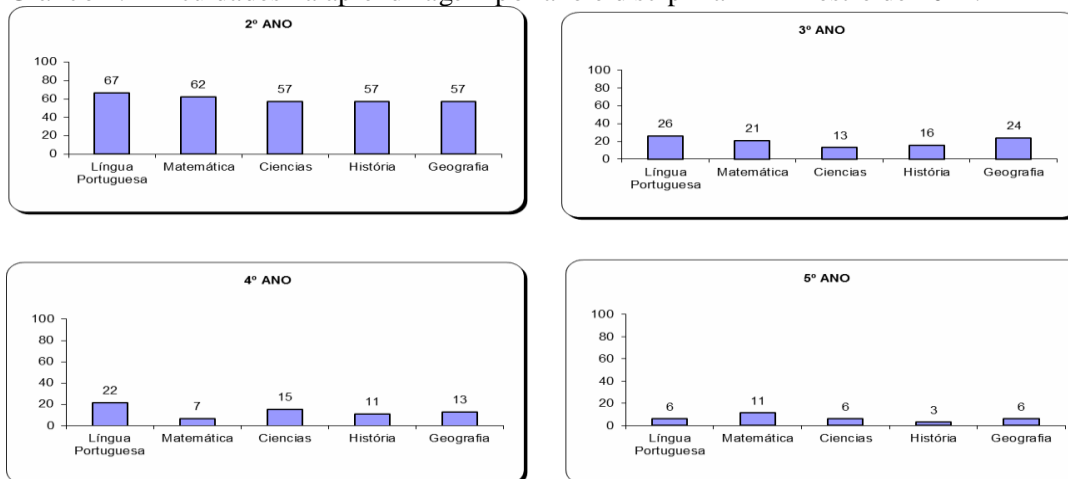 2º ANO
100
80
60
40
20
0
67
62
57
57
57
Língua
Portuguesa
Matemática
Ciencias
História
Geografia
3º ANO
100
80
60
40
20
0
26
21
13
16
24
Língua
Portuguesa
Matemática
Ciencias
História
Geografia
4º ANO
100
80
60
40
20
0
22
7
15
11
13
Língua
Portuguesa
Matemática
Ciencias
História
Geografia
5º ANO
100
80
60
40
20
0
6
11
6
3
6
Língua
Portuguesa
Matemática
Ciencias
História
Geografia